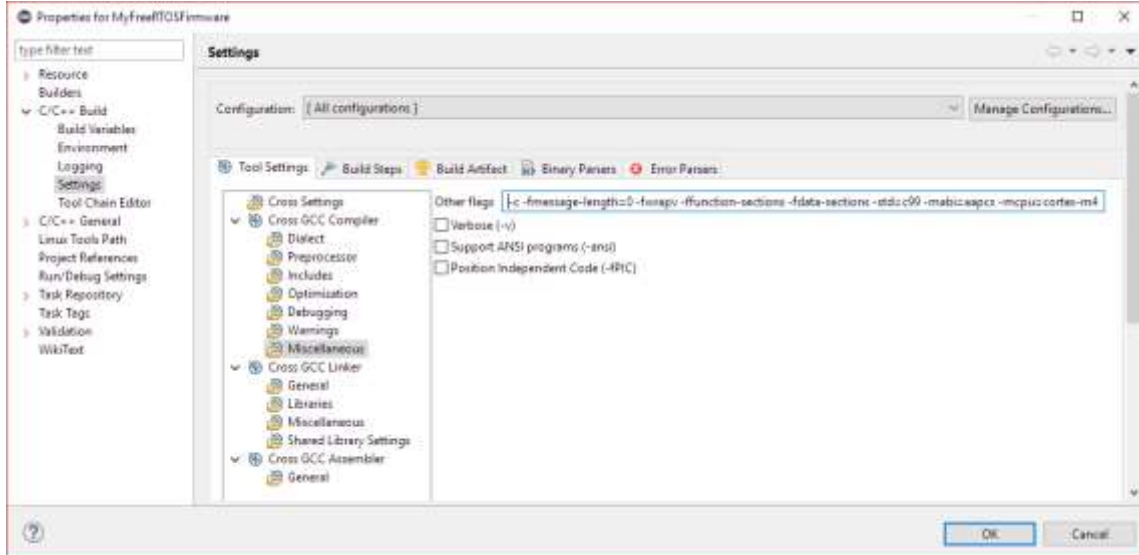 Properties for MyFreeRTOSFirmware
type filter text
Settings
Resource
Builders
C/C++ Build
Build Variables
Environment
Logging
Settings
Tool Chain Editor
C/C++ General
Linux Tools Path
Project References
Run/Debug Settings
Task Repository
Task Tags
Validation
WikiText
Configuration: [ All configurations ]
Manage Configurations...
Tool Settings Build Steps Build Artifact Binary Parsers Error Parsers
Cross Settings
Cross GCC Compiler
Dialect
Preprocessor
Includes
Optimization
Debugging
Warnings
Miscellaneous
Cross GCC Linker
General
Libraries
Miscellaneous
Shared Library Settings
Cross GCC Assembler
General
Other flags -c -fmessage-length=0 -fwrapv -ffunction-sections -fdata-sections -std=c99 -mabi=aapcs -mcpu=cortex-m4
Verbose (-v)
Support ANSI programs (-ansi)
Position Independent Code (-fPIC)
OK
Cancel